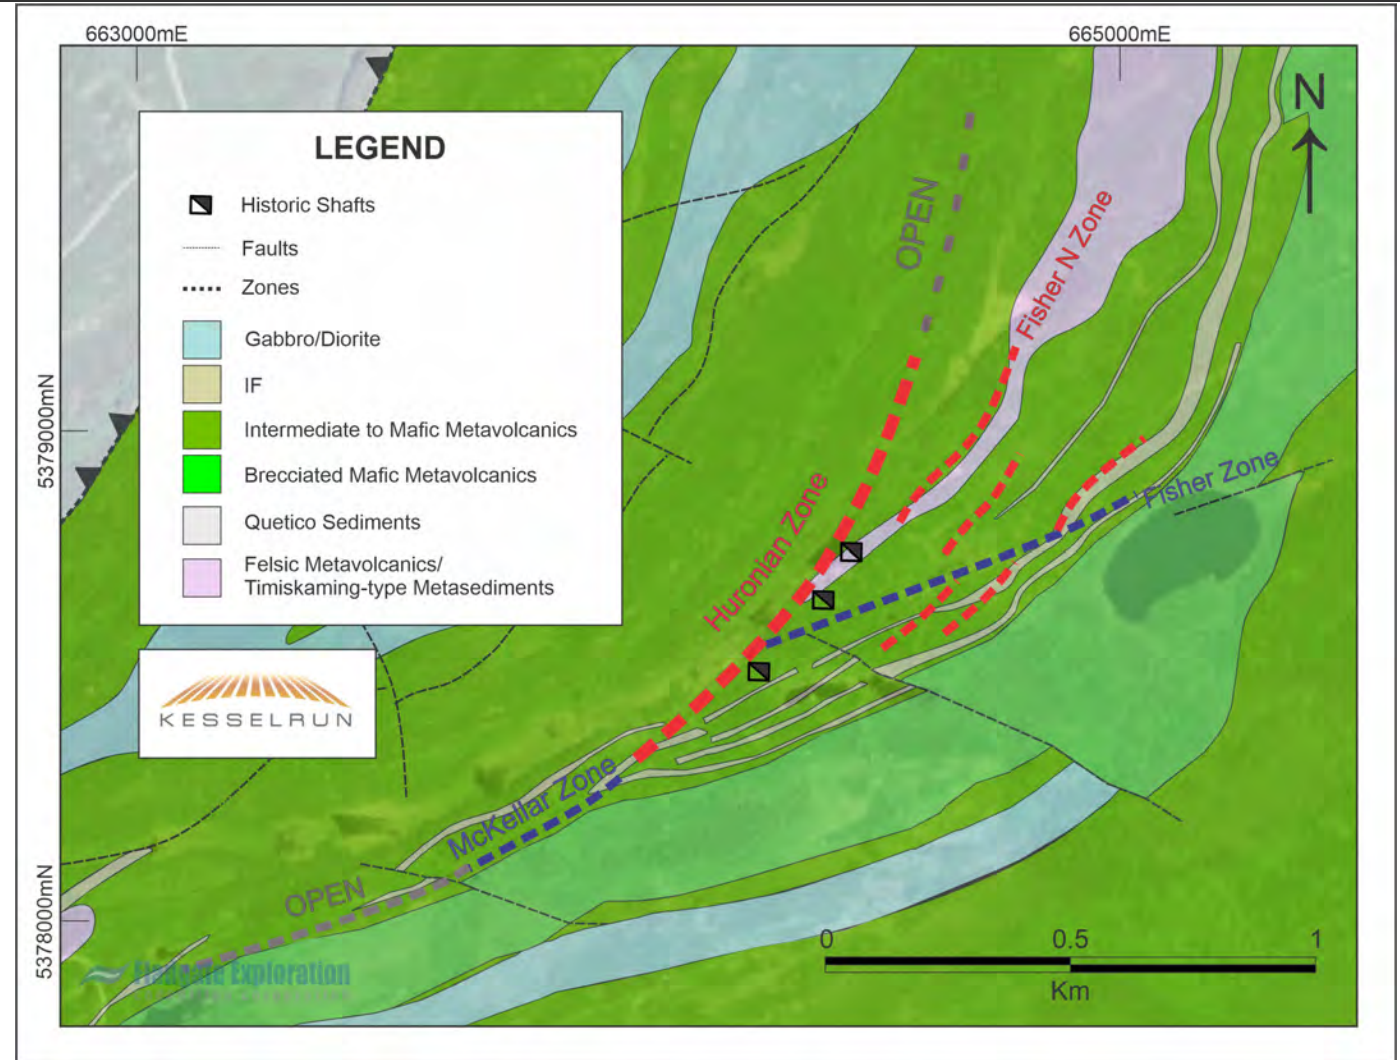 663000mE
665000mE
N
LEGEND
Historic Shafts
Faults
Zones
Gabbro/Diorite
IF
Intermediate to Mafic Metavolcanics
Brecciated Mafic Metavolcanics
Quetico Sediments
Felsic Metavolcanics/
Timiskaming-type Metasediments
KESSELRUN
OPEN
Fisher N Zone
Huronian Zone
Fisher Zone
McKellar Zone
OPEN
5379000mN
5378000mN
Exploration
0
0.5
1
Km